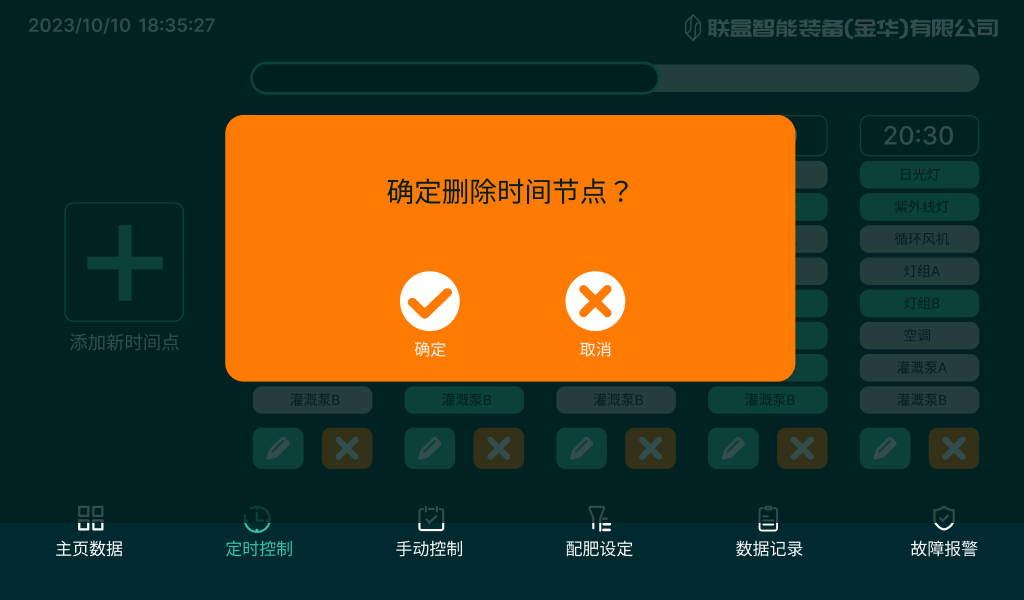 2023/10/10 18:35:27
联盒智能装备(金华)有限公司
20:30
日光灯
紫外线灯
循环风机
灯组A
灯组B
空调
灌溉泵A
灌溉泵B
添加新时间点
确定删除时间节点？
确定
取消
灌溉泵B
灌溉泵B
灌溉泵B
灌溉泵B
主页数据
定时控制
手动控制
配肥设定
数据记录
故障报警